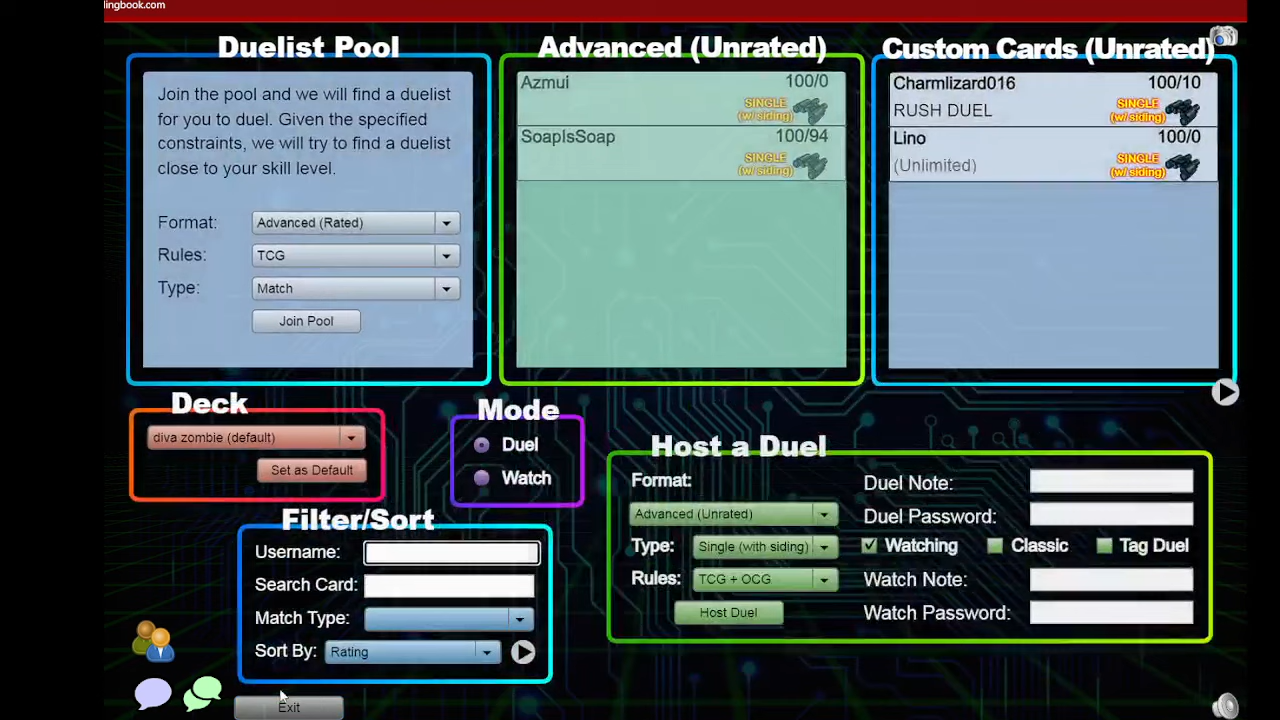 lingbook.com
Duelist Pool
Join the pool and we will find a duelist
for you to duel. Given the specified
constraints, we will try to find a duelist
close to your skill level.
Format: Advanced (Rated)
Rules: TCG
Type: Match
Join Pool
Advanced (Unrated)
Azmui 100/0
SINGLE
(w/ siding)
SoapIsSoap 100/94
SINGLE
(w/ siding)
Custom Cards (Unrated)
Charmlizard016 100/10
RUSH DUEL SINGLE
(w/ siding)
Lino 100/0
(Unlimited) SINGLE
(w/ siding)
Deck
diva zombie (default)
Set as Default
Mode
Duel
Watch
Filter/Sort
Username:
Search Card:
Match Type:
Sort By: Rating
Exit
Host a Duel
Format:
Advanced (Unrated)
Type: Single (with siding)
Rules: TCG + OCG
Host Duel
Duel Note:
Duel Password:
Watching Classic Tag Duel
Watch Note:
Watch Password: